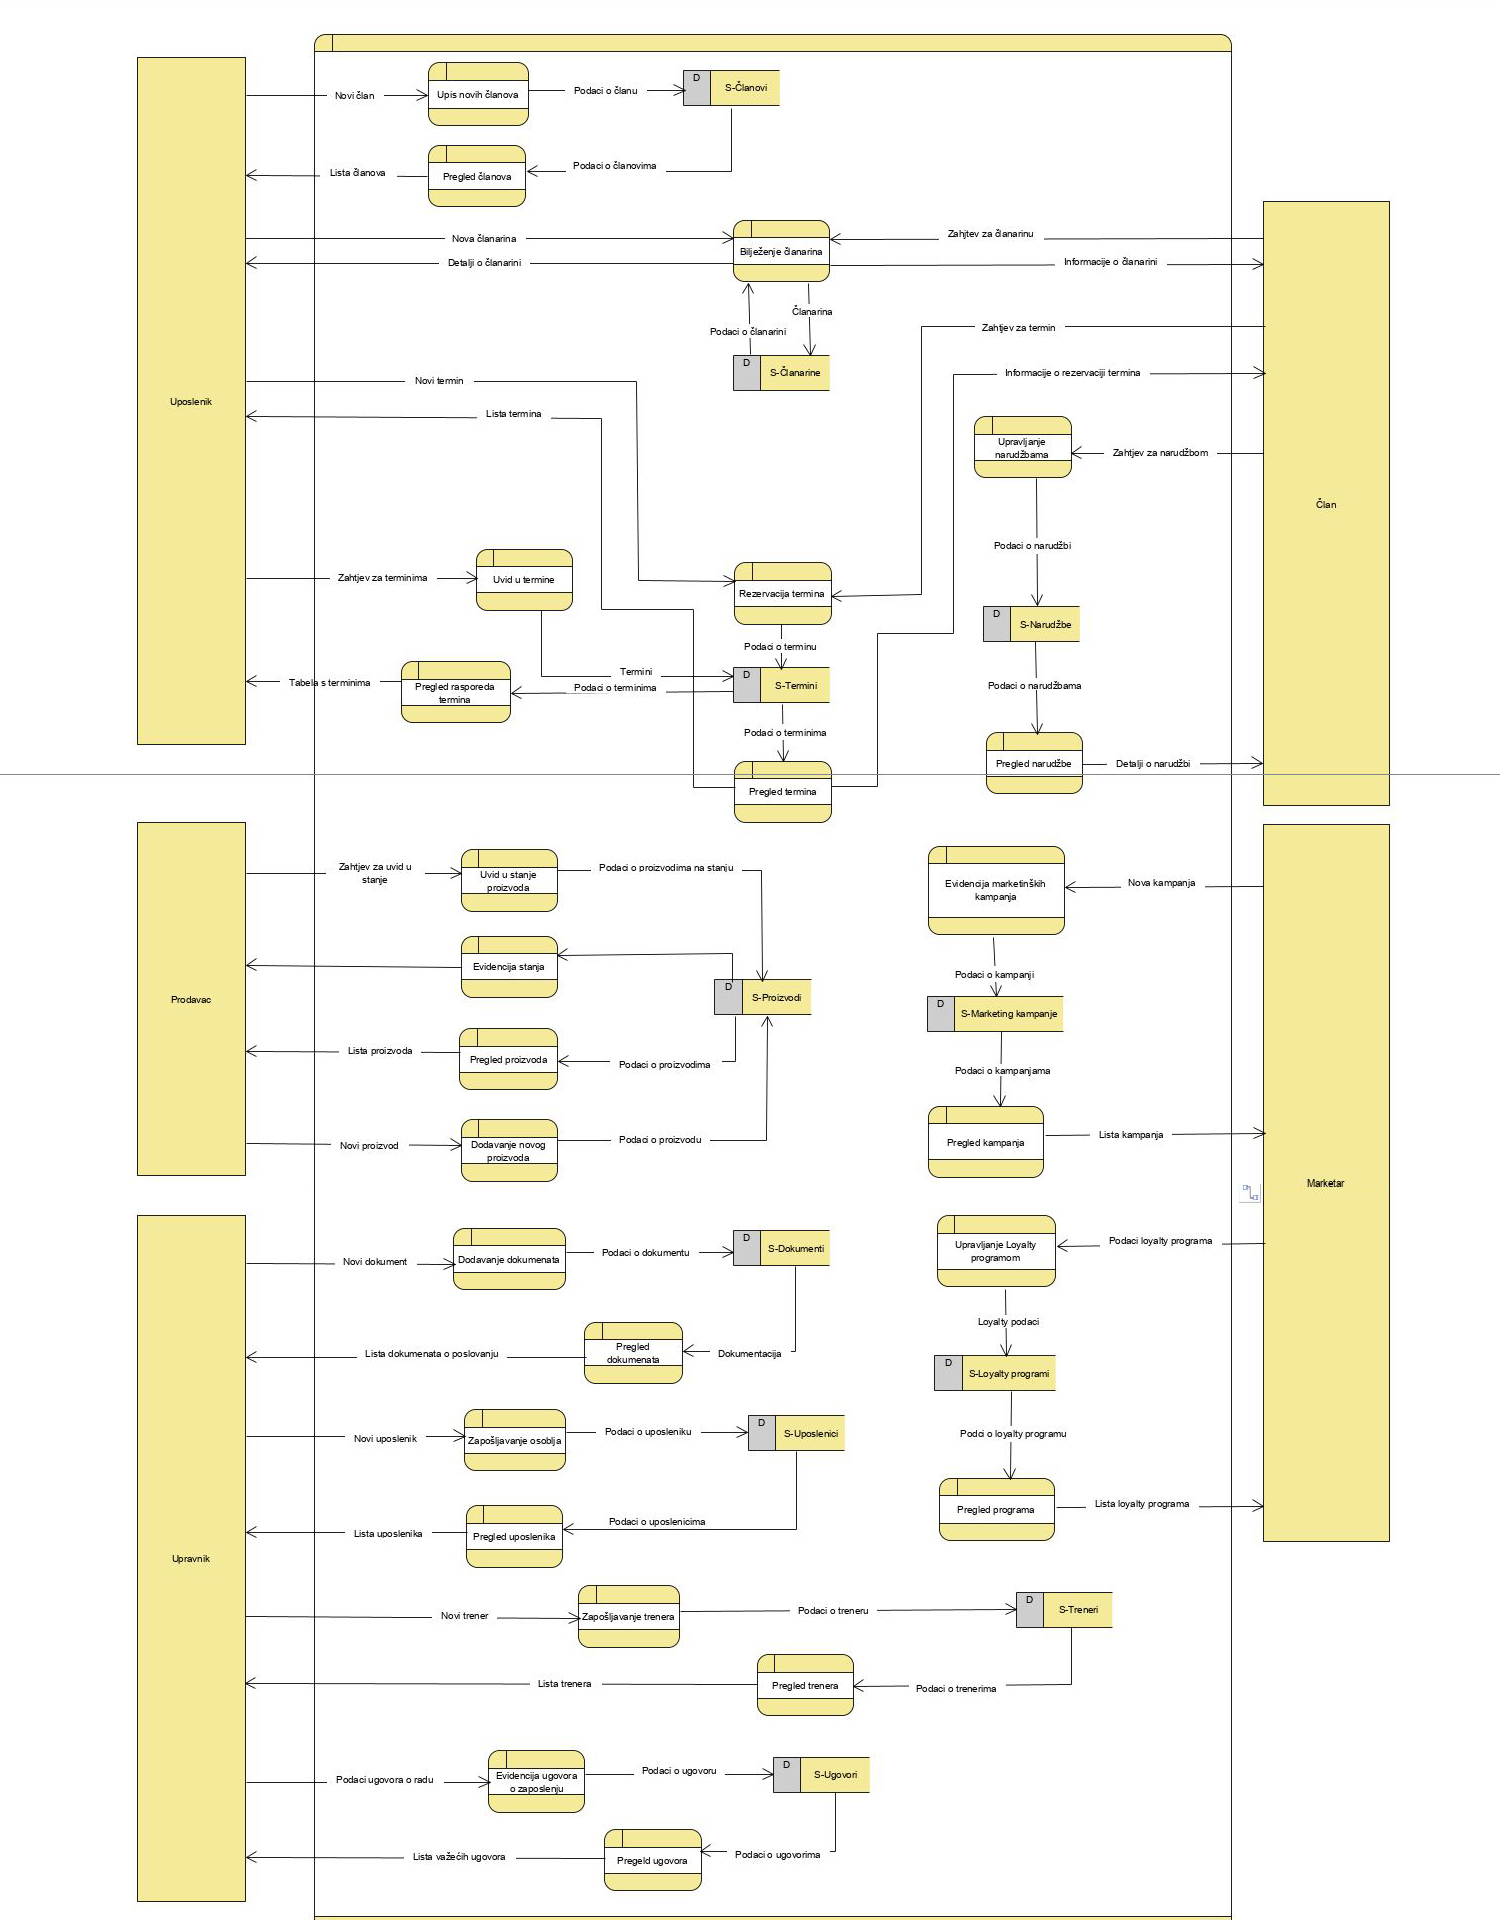 D
S-Članovi
Upis novih članova
Novi član
Podaci o članu
Pregled članova
Lista članova
Podaci o članovima
Nova članarina
Bilježenje članarina
Zahjtev za članarinu
Detalji o članarini
Informacije o članarini
Članarina
Podaci o članarini
Zahtjev za termin
D
S-Članarine
Novi termin
Informacije o rezervaciji termina
Uposlenik
Lista termina
Upravljanje
narudžbama
Zahtjev za narudžbom
Član
Podaci o narudžbi
Zahtjev za terminima
Uvid u termine
Rezervacija termina
D
S-Narudžbe
Podaci o terminu
Termini
D
S-Termini
Tabela s terminima
Pregled rasporeda
termina
Podaci o terminima
Podaci o narudžbama
Podaci o terminima
Pregled narudžbe
Detalji o narudžbi
Pregled termina
Zahtjev za uvid u
stanje
Uvid u stanje
proizvoda
Podaci o proizvodima na stanju
Evidencija marketinških
kampanja
Nova kampanja
Evidencija stanja
Podaci o kampanji
Prodavac
D
S-Proizvodi
D
S-Marketing kampanje
Lista proizvoda
Pregled proizvoda
Podaci o proizvodima
Podaci o kampanjama
Novi proizvod
Dodavanje novog
proizvoda
Podaci o proizvodu
Pregled kampanja
Lista kampanja
Marketar
Novi dokument
Dodavanje dokumenata
Podaci o dokumentu
D
S-Dokumenti
Upravljanje Loyalty
programom
Podaci loyalty programa
Loyalty podaci
Lista dokumenata o poslovanju
Pregled
dokumenata
Dokumentacija
D
S-Loyalty programi
Novi uposlenik
Zapošljavanje osoblja
Podaci o uposleniku
D
S-Uposlenici
Podci o loyalty programu
Lista uposlenika
Pregled uposlenika
Podaci o uposlenicima
Pregled programa
Lista loyalty programa
Upravnik
Novi trener
Zapošljavanje trenera
Podaci o treneru
D
S-Treneri
Lista trenera
Pregled trenera
Podaci o trenerima
Podaci ugovora o radu
Evidencija ugovora
o zaposlenju
Podaci o ugovoru
D
S-Ugovori
Lista važećih ugovora
Pregeld ugovora
Podaci o ugovorima